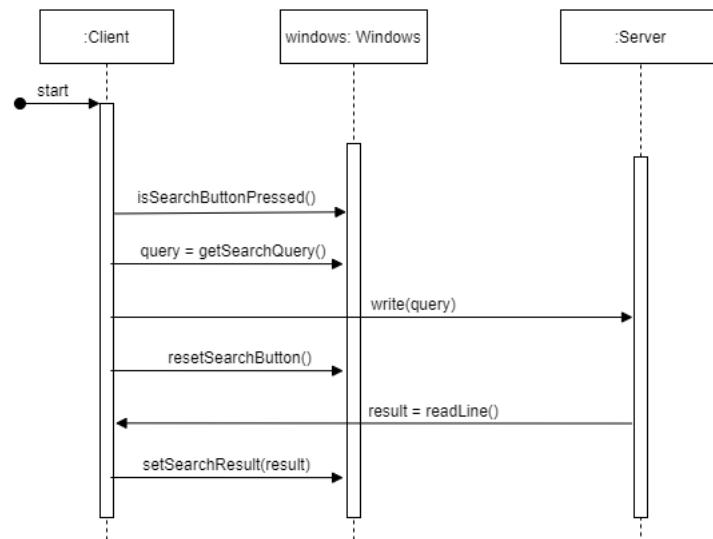 :Client
windows: Windows
:Server
start
isSearchButtonPressed()
query = getSearchQuery()
write(query)
resetSearchButton()
result = readLine()
setSearchResult(result)